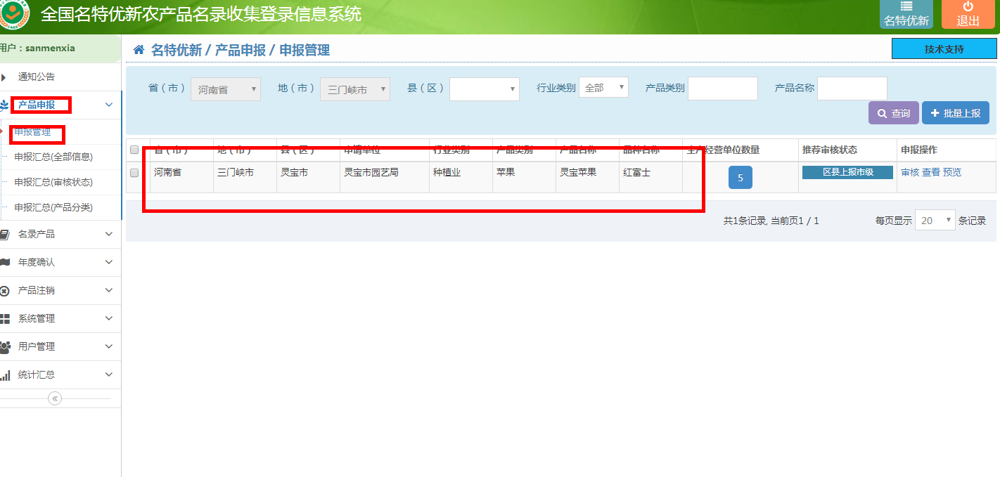 全国名特优新农产品名录收集登录信息系统
名特优新
退出
用户：sanmenxia
通知公告
产品申报
申报管理
申报汇总(全部信息)
申报汇总(审核状态)
申报汇总(产品分类)
名录产品
年度确认
产品注销
系统管理
用户管理
统计汇总
名特优新 / 产品申报 / 申报管理
技术支持
省（市） 河南省 地（市） 三门峡市 县（区） 行业类别 全部 产品类别 产品名称
查询 批量上报
省（市） 地（市） 县（区） 申请单位 行业类别 产品类别 产品名称 品种名称 生产经营单位数量 推荐审核状态 申报操作
河南省 三门峡市 灵宝市 灵宝市园艺局 种植业 苹果 灵宝苹果 红富士 5 区县上报市级 审核 查看 预览
共1条记录, 当前页1 / 1 每页显示 20 条记录